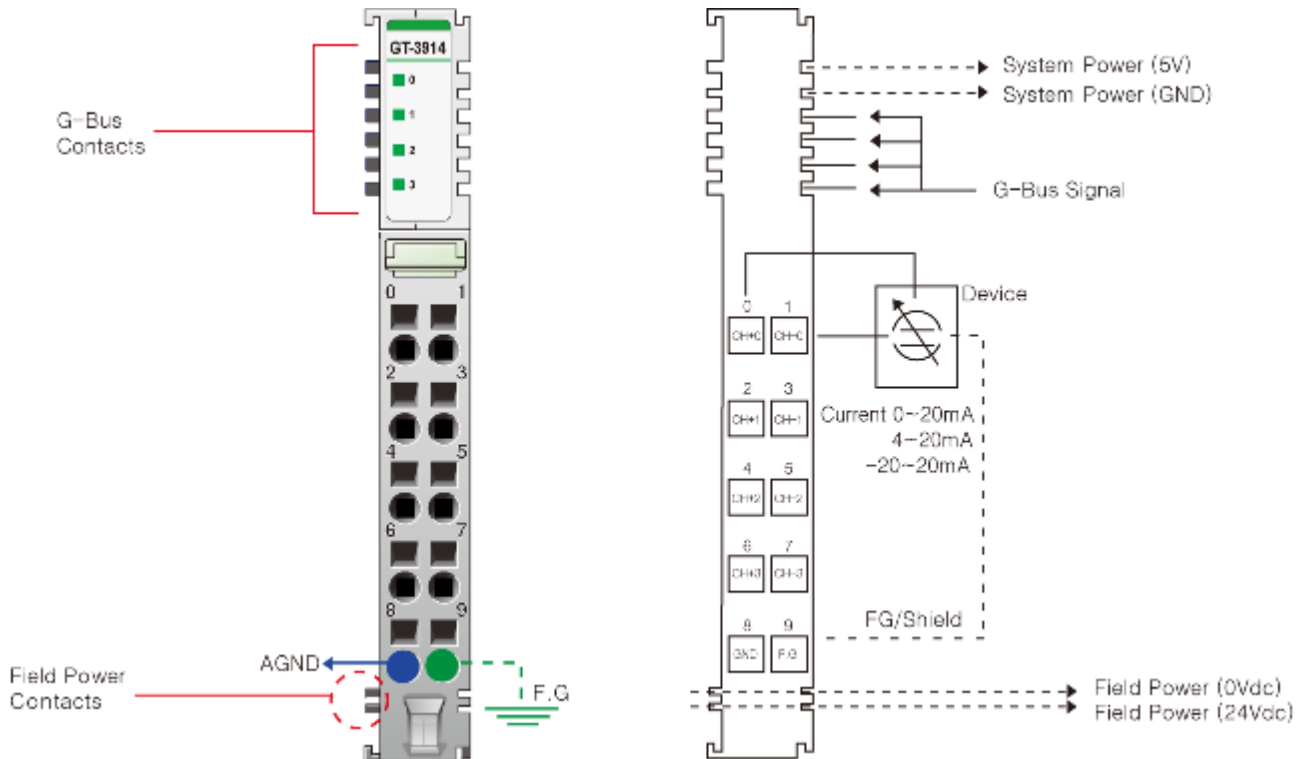 GT-3914
0
1
2
3
G-Bus
Contacts
0 1
2 3
4 5
6 7
8 9
AGND
F.G
Field Power
Contacts
System Power (5V)
System Power (GND)
G-Bus Signal
Device
0 1
CH+0 CH-0
2 3
CH+1 CH-1
Current 0~20mA
4~20mA
-20~20mA
4 5
CH+2 CH-2
6 7
CH+3 CH-3
FG/Shield
8 9
GND F.G
Field Power (0Vdc)
Field Power (24Vdc)